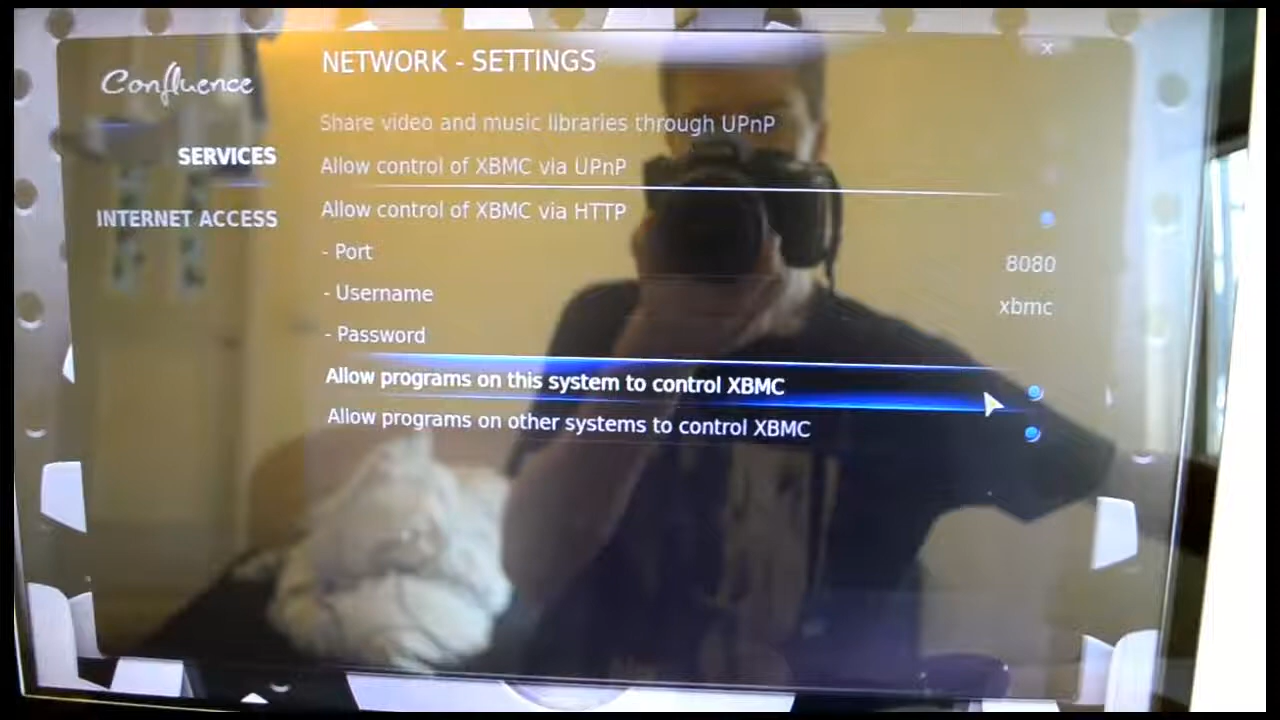 NETWORK - SETTINGS
x
Confluence
SERVICES
INTERNET ACCESS
Share video and music libraries through UPnP
Allow control of XBMC via UPnP
Allow control of XBMC via HTTP
- Port
8080
- Username
xbmc
- Password
Allow programs on this system to control XBMC
Allow programs on other systems to control XBMC